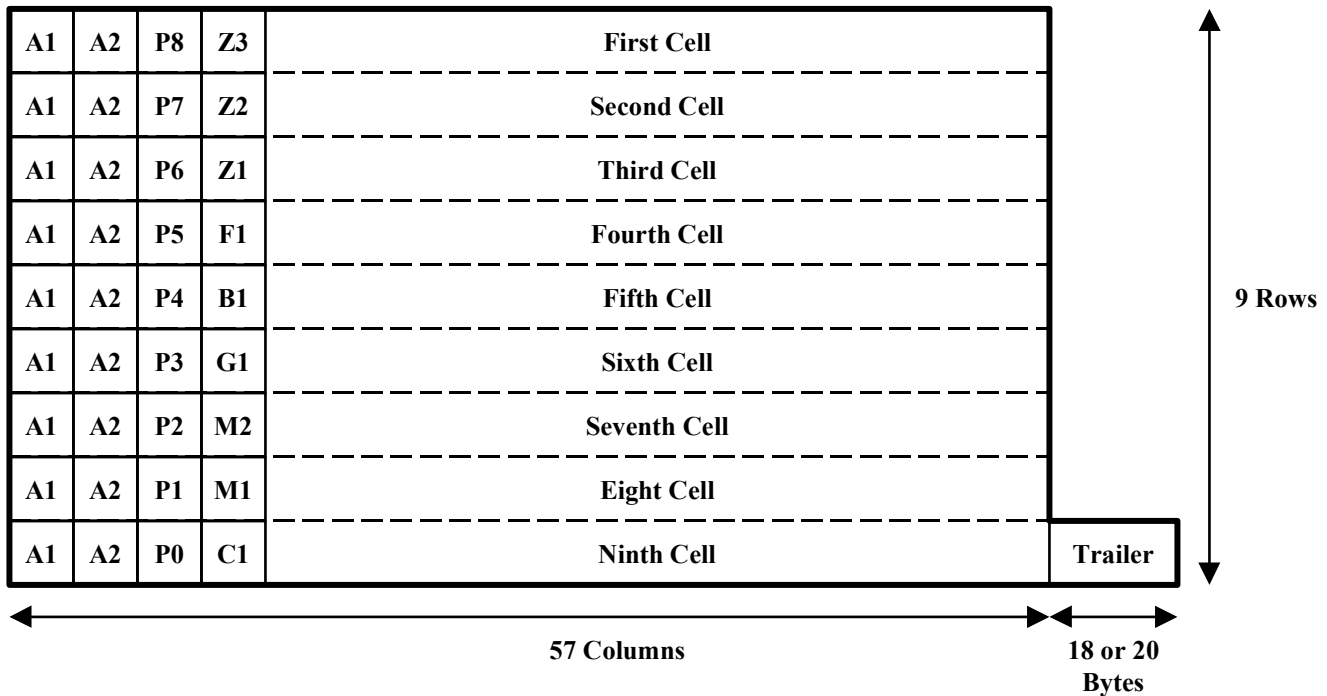 A1 A2 P8 Z3 First Cell
A1 A2 P7 Z2 Second Cell
A1 A2 P6 Z1 Third Cell
A1 A2 P5 F1 Fourth Cell
A1 A2 P4 B1 Fifth Cell
9 Rows
A1 A2 P3 G1 Sixth Cell
A1 A2 P2 M2 Seventh Cell
A1 A2 P1 M1 Eight Cell
A1 A2 P0 C1 Ninth Cell Trailer
57 Columns
18 or 20
Bytes